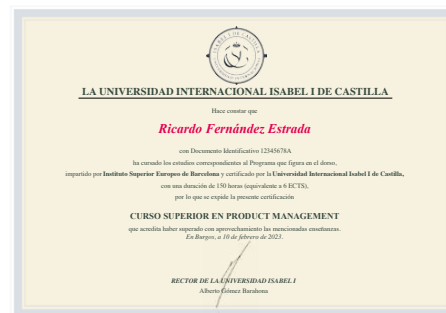 ISABEL I DE CASTILLA
LA UNIVERSIDAD INTERNACIONAL ISABEL I DE CASTILLA
Hace constar que
Ricardo Fernández Estrada
con Documento Identificativo 12345678A
ha cursado los estudios correspondientes al Programa que figura en el dorso,
impartido por Instituto Superior Europeo de Barcelona y certificado por la Universidad Internacional Isabel I de Castilla,
con una duración de 150 horas (equivalente a 6 ECTS),
por lo que se expide la presente certificación
CURSO SUPERIOR EN PRODUCT MANAGEMENT
que acredita haber superado con aprovechamiento las mencionadas enseñanzas.
En Burgos, a 10 de febrero de 2023.
RECTOR DE LA UNIVERSIDAD ISABEL I
Alberto Gómez Barahona